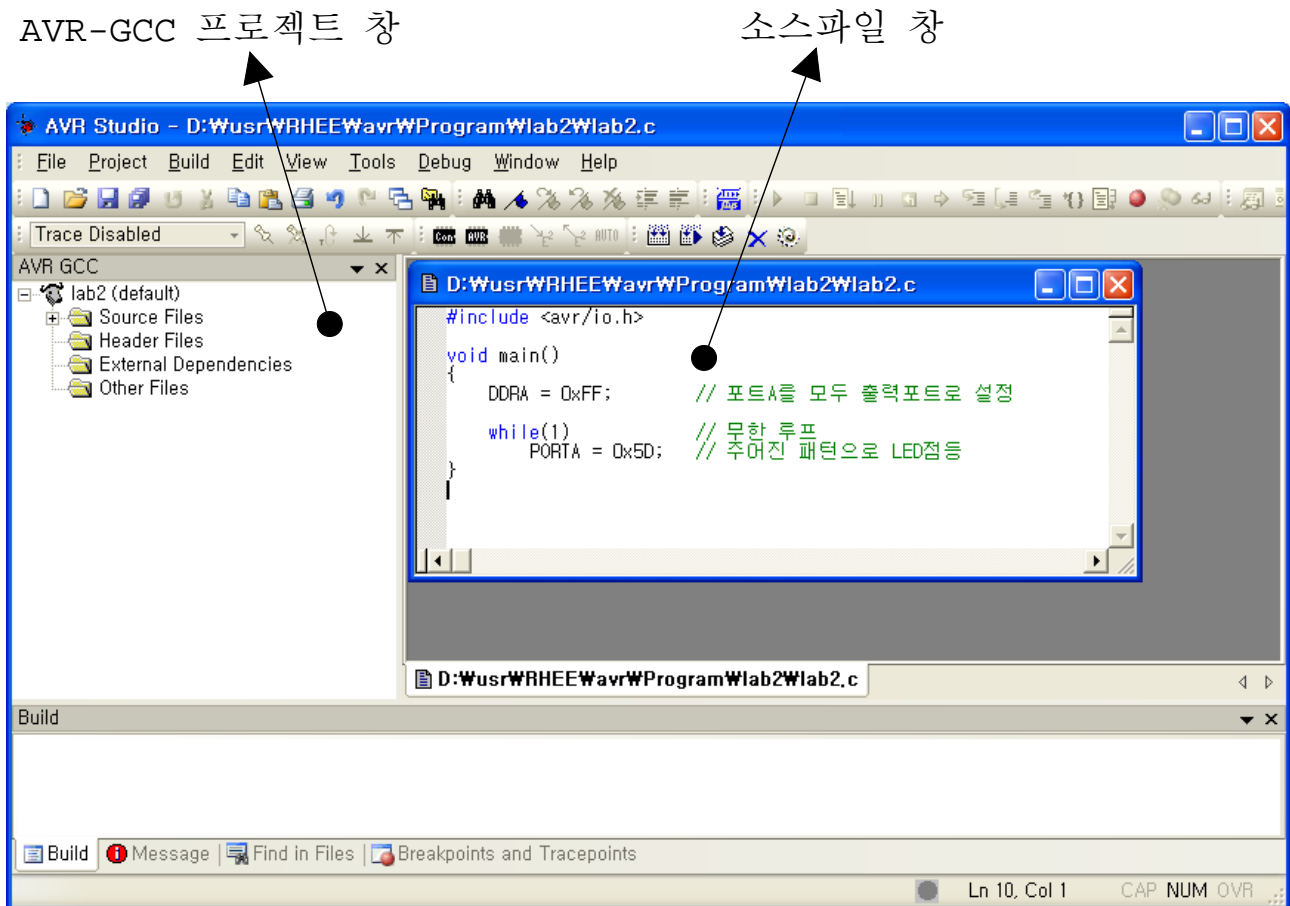 AVR-GCC 프로젝트 창
소스파일 창
AVR Studio - D:₩usr₩RHEE₩avr₩Program₩lab2₩lab2.c
File Project Build Edit View Tools Debug Window Help
Trace Disabled
Con AVR AUTO
AVR GCC
lab2 (default)
Source Files
Header Files
External Dependencies
Other Files
D:₩usr₩RHEE₩avr₩Program₩lab2₩lab2.c
#include <avr/io.h>
void main()
{
DDRA = 0xFF; // 포트A를 모두 출력포트로 설정
while(1) // 무한 루프
PORTA = 0x5D; // 주어진 패턴으로 LED점등
}
D:₩usr₩RHEE₩avr₩Program₩lab2₩lab2.c
Build
Build Message Find in Files Breakpoints and Tracepoints
Ln 10, Col 1 CAP NUM OVR